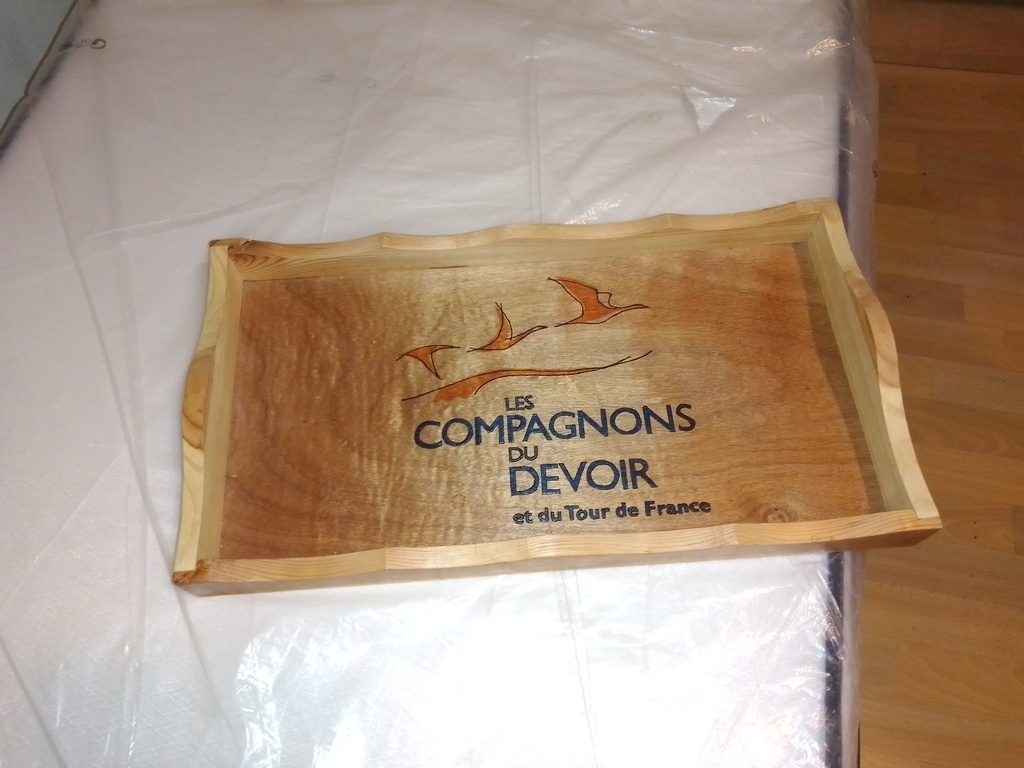 LES
COMPAGNONS
DU
DEVOIR
et du Tour de France